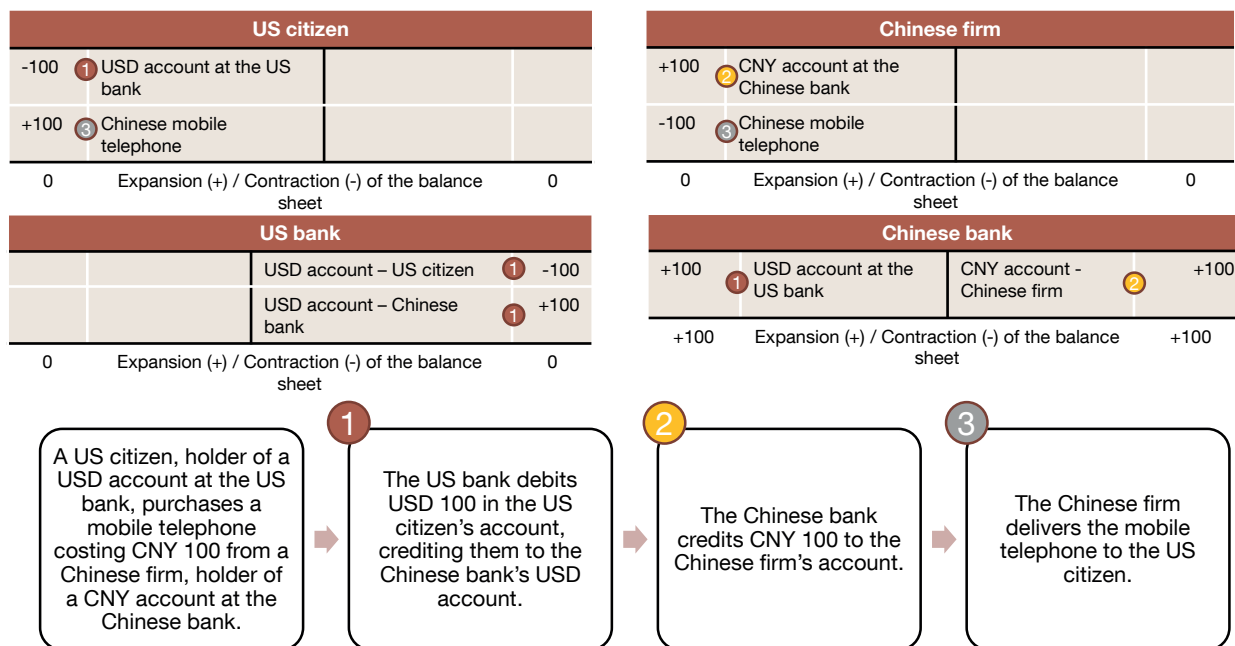 US citizen
-100 1 USD account at the US
bank
+100 3 Chinese mobile
telephone
0 Expansion (+) / Contraction (-) of the balance 0
sheet
Chinese firm
+100 2 CNY account at the
Chinese bank
-100 3 Chinese mobile
telephone
0 Expansion (+) / Contraction (-) of the balance 0
sheet
US bank
USD account – US citizen 1 -100
USD account – Chinese 1 +100
bank
0 Expansion (+) / Contraction (-) of the balance 0
sheet
Chinese bank
+100 1 USD account at the CNY account - 2 +100
US bank Chinese firm
+100 Expansion (+) / Contraction (-) of the balance +100
sheet
A US citizen, holder of a
USD account at the US
bank, purchases a
mobile telephone
costing CNY 100 from a
Chinese firm, holder of
a CNY account at the
Chinese bank.
1
The US bank debits
USD 100 in the US
citizen’s account,
crediting them to the
Chinese bank’s USD
account.
2
The Chinese bank
credits CNY 100 to the
Chinese firm’s account.
3
The Chinese firm
delivers the mobile
telephone to the US
citizen.